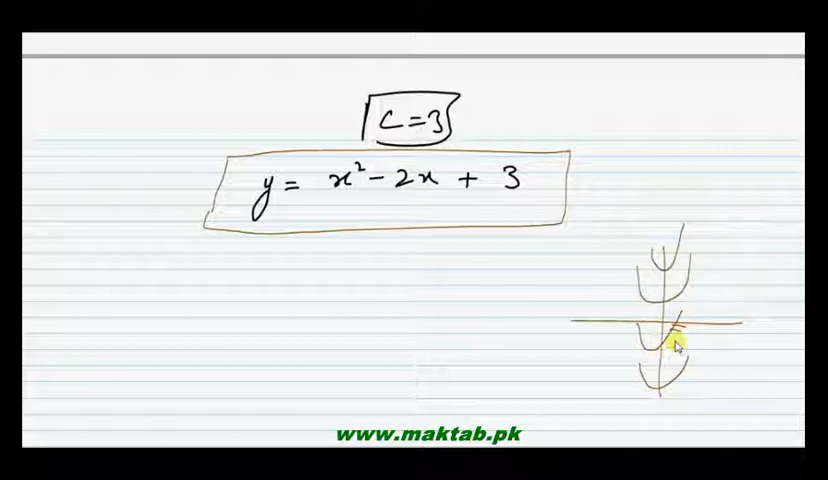 C=3
y = x² - 2x + 3
www.maktab.pk